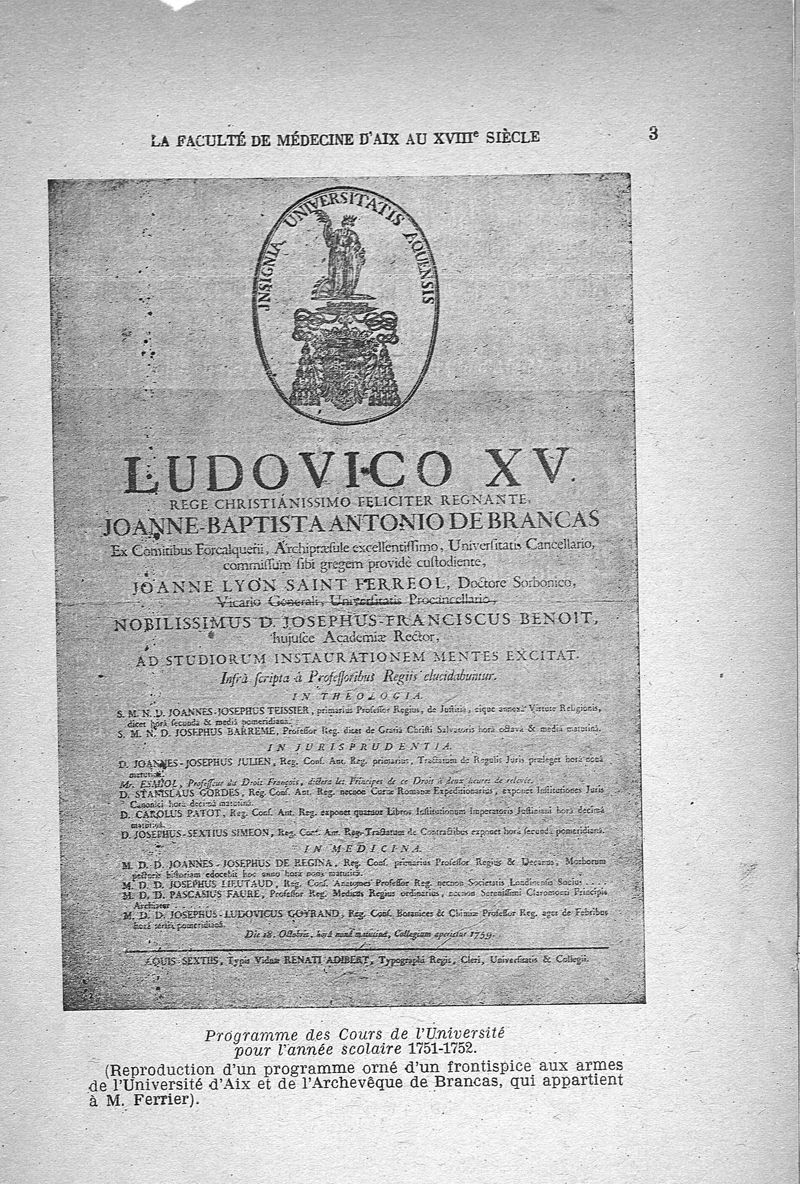 LA FACULTÉ DE MÉDECINE D'AIX AU XVIIIe SIÈCLE
3
INSIGNIA UNIVERSITATIS AQUENSIS
LUDOVICO XV.
REGE CHRISTIANISSIMO FELICITER REGNANTE,
JOANNE-BAPTISTA ANTONIO DE BRANCAS
Ex Comitibus Forcalquerii, Archipræsule excellentissimo, Universitatis Cancellario,
commissum sibi gregem providè custodiente,
JOANNE LYON SAINT FERREOL, Doctore Sorbonico,
Vicario Generali, Universitatis Procancellario,
NOBILISSIMUS D. JOSEPHUS-FRANCISCUS BENOIT,
hujusce Academiæ Rector,
AD STUDIORUM INSTAURATIONEM MENTES EXCITAT.
Infrà scripta à Professoribus Regiis elucidabuntur.
IN THEOLOGIA.
S. M. N. D. JOANNES-JOSEPHUS TEISSIER, primarius Professor Regius, de Justitia, eique annexâ Virtute Religionis,
dicet horâ secunda & mediâ pomeridianâ.
S. M. N. D. JOSEPHUS BARREME, Professor Reg. dicet de Gratia Christi Salvatoris horâ octava & media matutinâ.
IN JURISPRUDENTIA.
D. JOANNES-JOSEPHUS JULIEN, Reg. Conf. Ant. Reg. primarius, Tractatum de Regulis Juris præleget horâ nonâ
matutinâ.
Mr. ESMIOL, Professeur du Droit François, dictera les Principes de ce Droit à deux heures de relevée.
D. STANISLAUS GORDES, Reg. Conf. Ant. Reg. necnon Curiæ Romanæ Expeditionarius, exponet Institutiones Juris
Canonici horâ decimâ matutinâ.
D. CAROLUS PATOT, Reg. Conf. Ant. Reg. exponet quatuor Libros Institutionum Imperatoris Justiniani horâ decimâ
matutinâ.
D. JOSEPHUS-SEXTIUS SIMEON, Reg. Conf. Ant. Reg. Tractatum de Contractibus exponet horâ secundâ pomeridianâ.
IN MEDICINA.
M. D. D. JOANNES-JOSEPHUS DE REGINA, Reg. Conf. primarius Professor Regius & Decanus, Morborum
pectoris historiam edocebit hoc anno horâ nonâ matutinâ.
M. D. D. JOSEPHUS LIEUTAUD, Reg. Conf. Anatomes Professor Reg. necnon Societatis Londinensis Socius ....
M. D. D. PASCASIUS FAURE, Professor Reg. Medicus Regius ordinarius, necnon Serenissimi Claromonti Principis
Archiater
M. D. D. JOSEPHUS-LUDOVICUS GOYRAND, Reg. Conf. Botanices & Chimiæ Professor Reg. aget de Febribus
horâ tertiâ pomeridianâ.
Die 18. Octobris, horâ nonâ matutinâ, Collegium aperietur
SEXTIIS, Typis Viduæ RENATI ADIBERT, Typographi Regis, Cleri, Universitatis & Collegii.
Programme des Cours de l'Université
pour l'année scolaire 1751-1752.
(Reproduction d'un programme orné d'un frontispice aux armes
de l'Université d'Aix et de l'Archevêque de Brancas, qui appartient
à M. Ferrier).